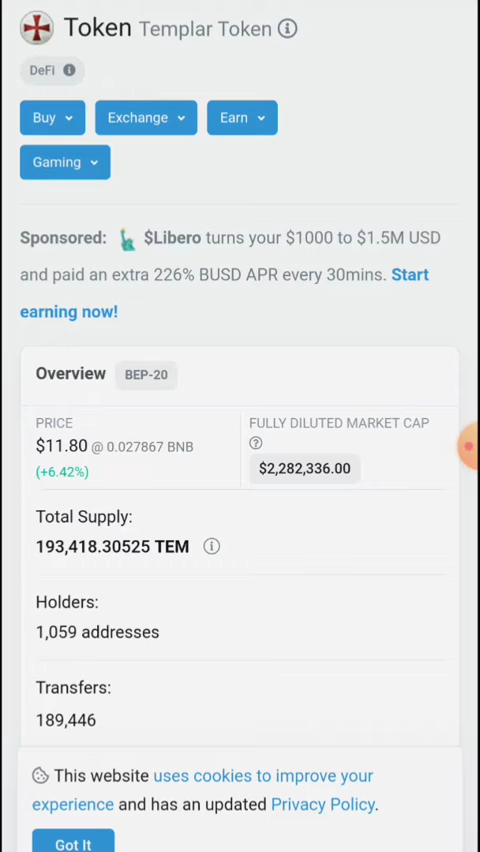 Token Templar Token
DeFi
Buy Exchange Earn
Gaming
Sponsored: $Libero turns your $1000 to $1.5M USD
and paid an extra 226% BUSD APR every 30mins. Start
earning now!
Overview BEP-20
PRICE
$11.80 @ 0.027867 BNB
(+6.42%)
FULLY DILUTED MARKET CAP
$2,282,336.00
Total Supply:
193,418.30525 TEM
Holders:
1,059 addresses
Transfers:
189,446
This website uses cookies to improve your
experience and has an updated Privacy Policy.
Got It